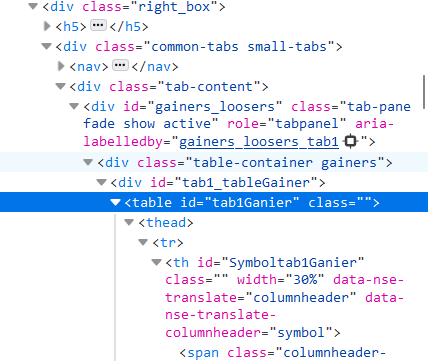 <div class="right_box">
<h5> ••• </h5>
<div class="common-tabs small-tabs">
<nav> ••• </nav>
<div class="tab-content">
<div id="gainers_loosers" class="tab-pane
fade show active" role="tabpanel" aria-
labelledby="gainers_loosers_tab1">
<div class="table-container gainers">
<div id="tab1_tableGainer">
<table id="tab1Ganier" class="">
<thead>
<tr>
<th id="Symboltab1Ganier"
class="" width="30%" data-nse-
translate="columnheader" data-
nse-translate-
columnheader="symbol">
<span class="columnheader-